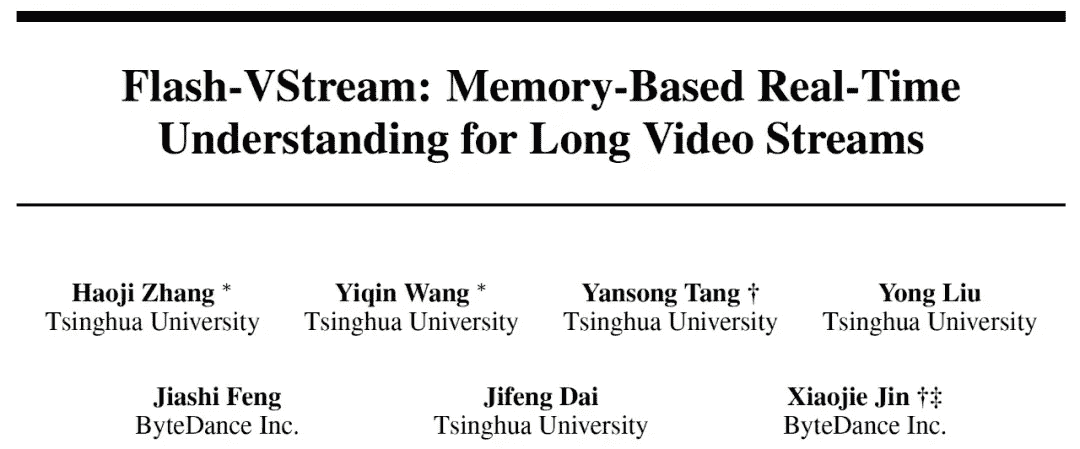 Flash-VStream: Memory-Based Real-Time
Understanding for Long Video Streams
Haoji Zhang * Yiqin Wang * Yansong Tang † Yong Liu
Tsinghua University Tsinghua University Tsinghua University Tsinghua University
Jiashi Feng Jifeng Dai Xiaojie Jin †‡
ByteDance Inc. Tsinghua University ByteDance Inc.